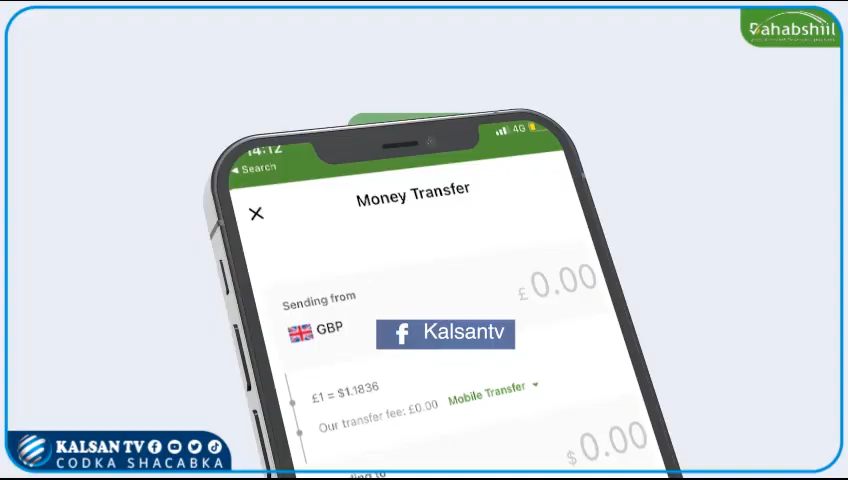 Dahabshiil
14:12
4G
Search
Money Transfer
Sending from
£ 0.00
GBP
Kalsantv
£1 = $1.1836
Our transfer fee: £0.00 Mobile Transfer
$ 0.00
KALSAN TV
CODKA SHACABKA